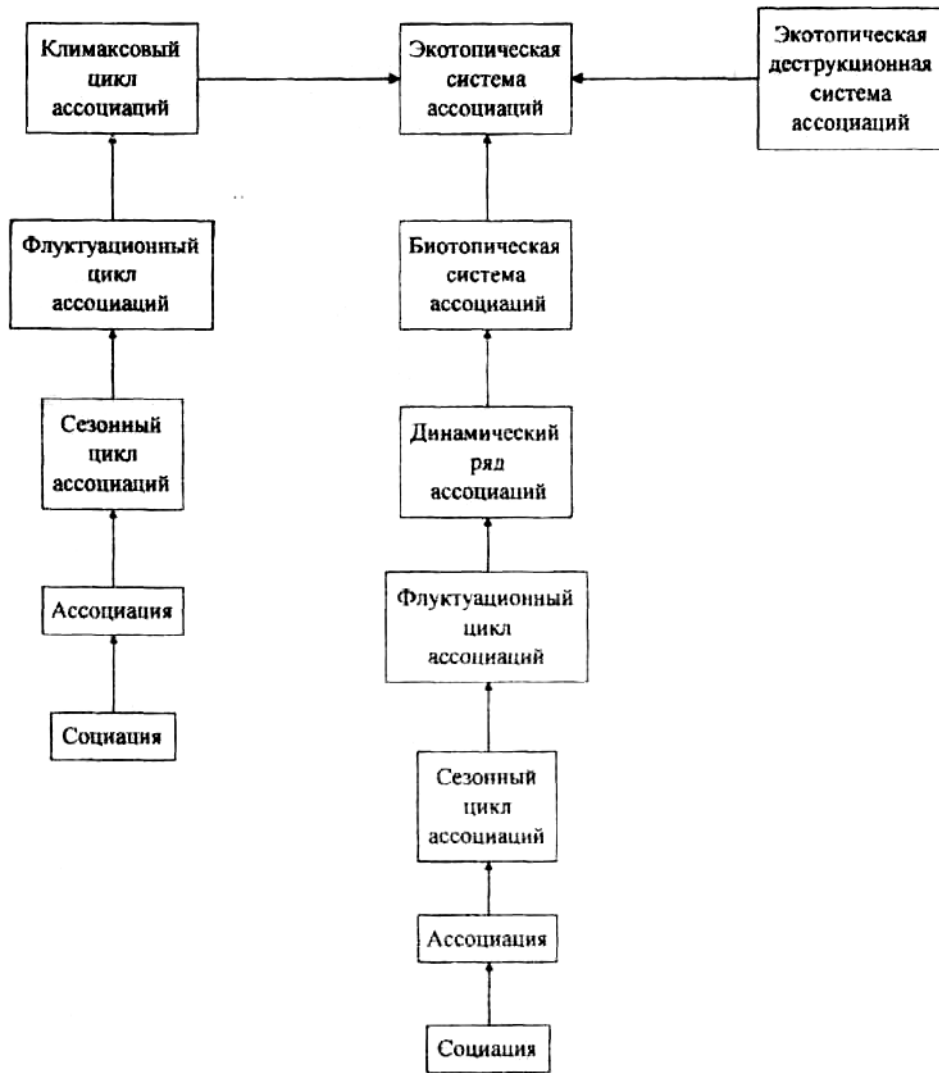 Климаксовый
цикл
ассоциаций
Экотопическая
система
ассоциаций
Экотопическая
деструкционная
система
ассоциаций
Флуктуационный
цикл
ассоциаций
Биотопическая
система
ассоциаций
Сезонный
цикл
ассоциаций
Динамический
ряд
ассоциаций
Ассоциация
Флуктуационный
цикл
ассоциаций
Социация
Сезонный
цикл
ассоциаций
Ассоциация
Социация